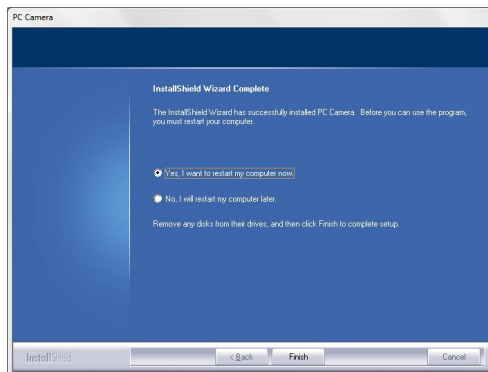 PC Camera
InstallShield Wizard Complete
The InstallShield Wizard has successfully installed PC Camera. Before you can use the program,
you must restart your computer.
Yes, I want to restart my computer now.
No, I will restart my computer later.
Remove any disks from their drives, and then click Finish to complete setup.
InstallShield
< Back
Finish
Cancel